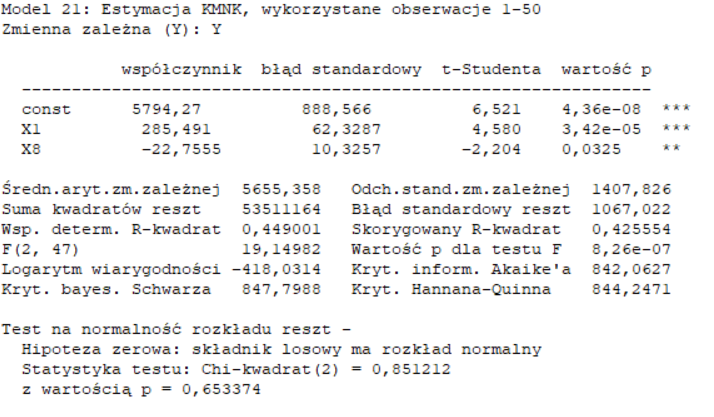 Model 21: Estymacja KMNK, wykorzystane obserwacje 1-50
Zmienna zależna (Y): Y
współczynnik błąd standardowy t-Studenta wartość p
---------------------------------------------------------------
const 5794,27 888,566 6,521 4,36e-08 ***
X1 285,491 62,3287 4,580 3,42e-05 ***
X8 −22,7555 10,3257 −2,204 0,0325 **
Średn.aryt.zm.zależnej 5655,358 Odch.stand.zm.zależnej 1407,826
Suma kwadratów reszt 53511164 Błąd standardowy reszt 1067,022
Wsp. determ. R-kwadrat 0,449001 Skorygowany R-kwadrat 0,425554
F(2, 47) 19,14982 Wartość p dla testu F 8,26e-07
Logarytm wiarygodności −418,0314 Kryt. inform. Akaike'a 842,0627
Kryt. bayes. Schwarza 847,7988 Kryt. Hannana-Quinna 844,2471
Test na normalność rozkładu reszt -
Hipoteza zerowa: składnik losowy ma rozkład normalny
Statystyka testu: Chi-kwadrat(2) = 0,851212
z wartością p = 0,653374